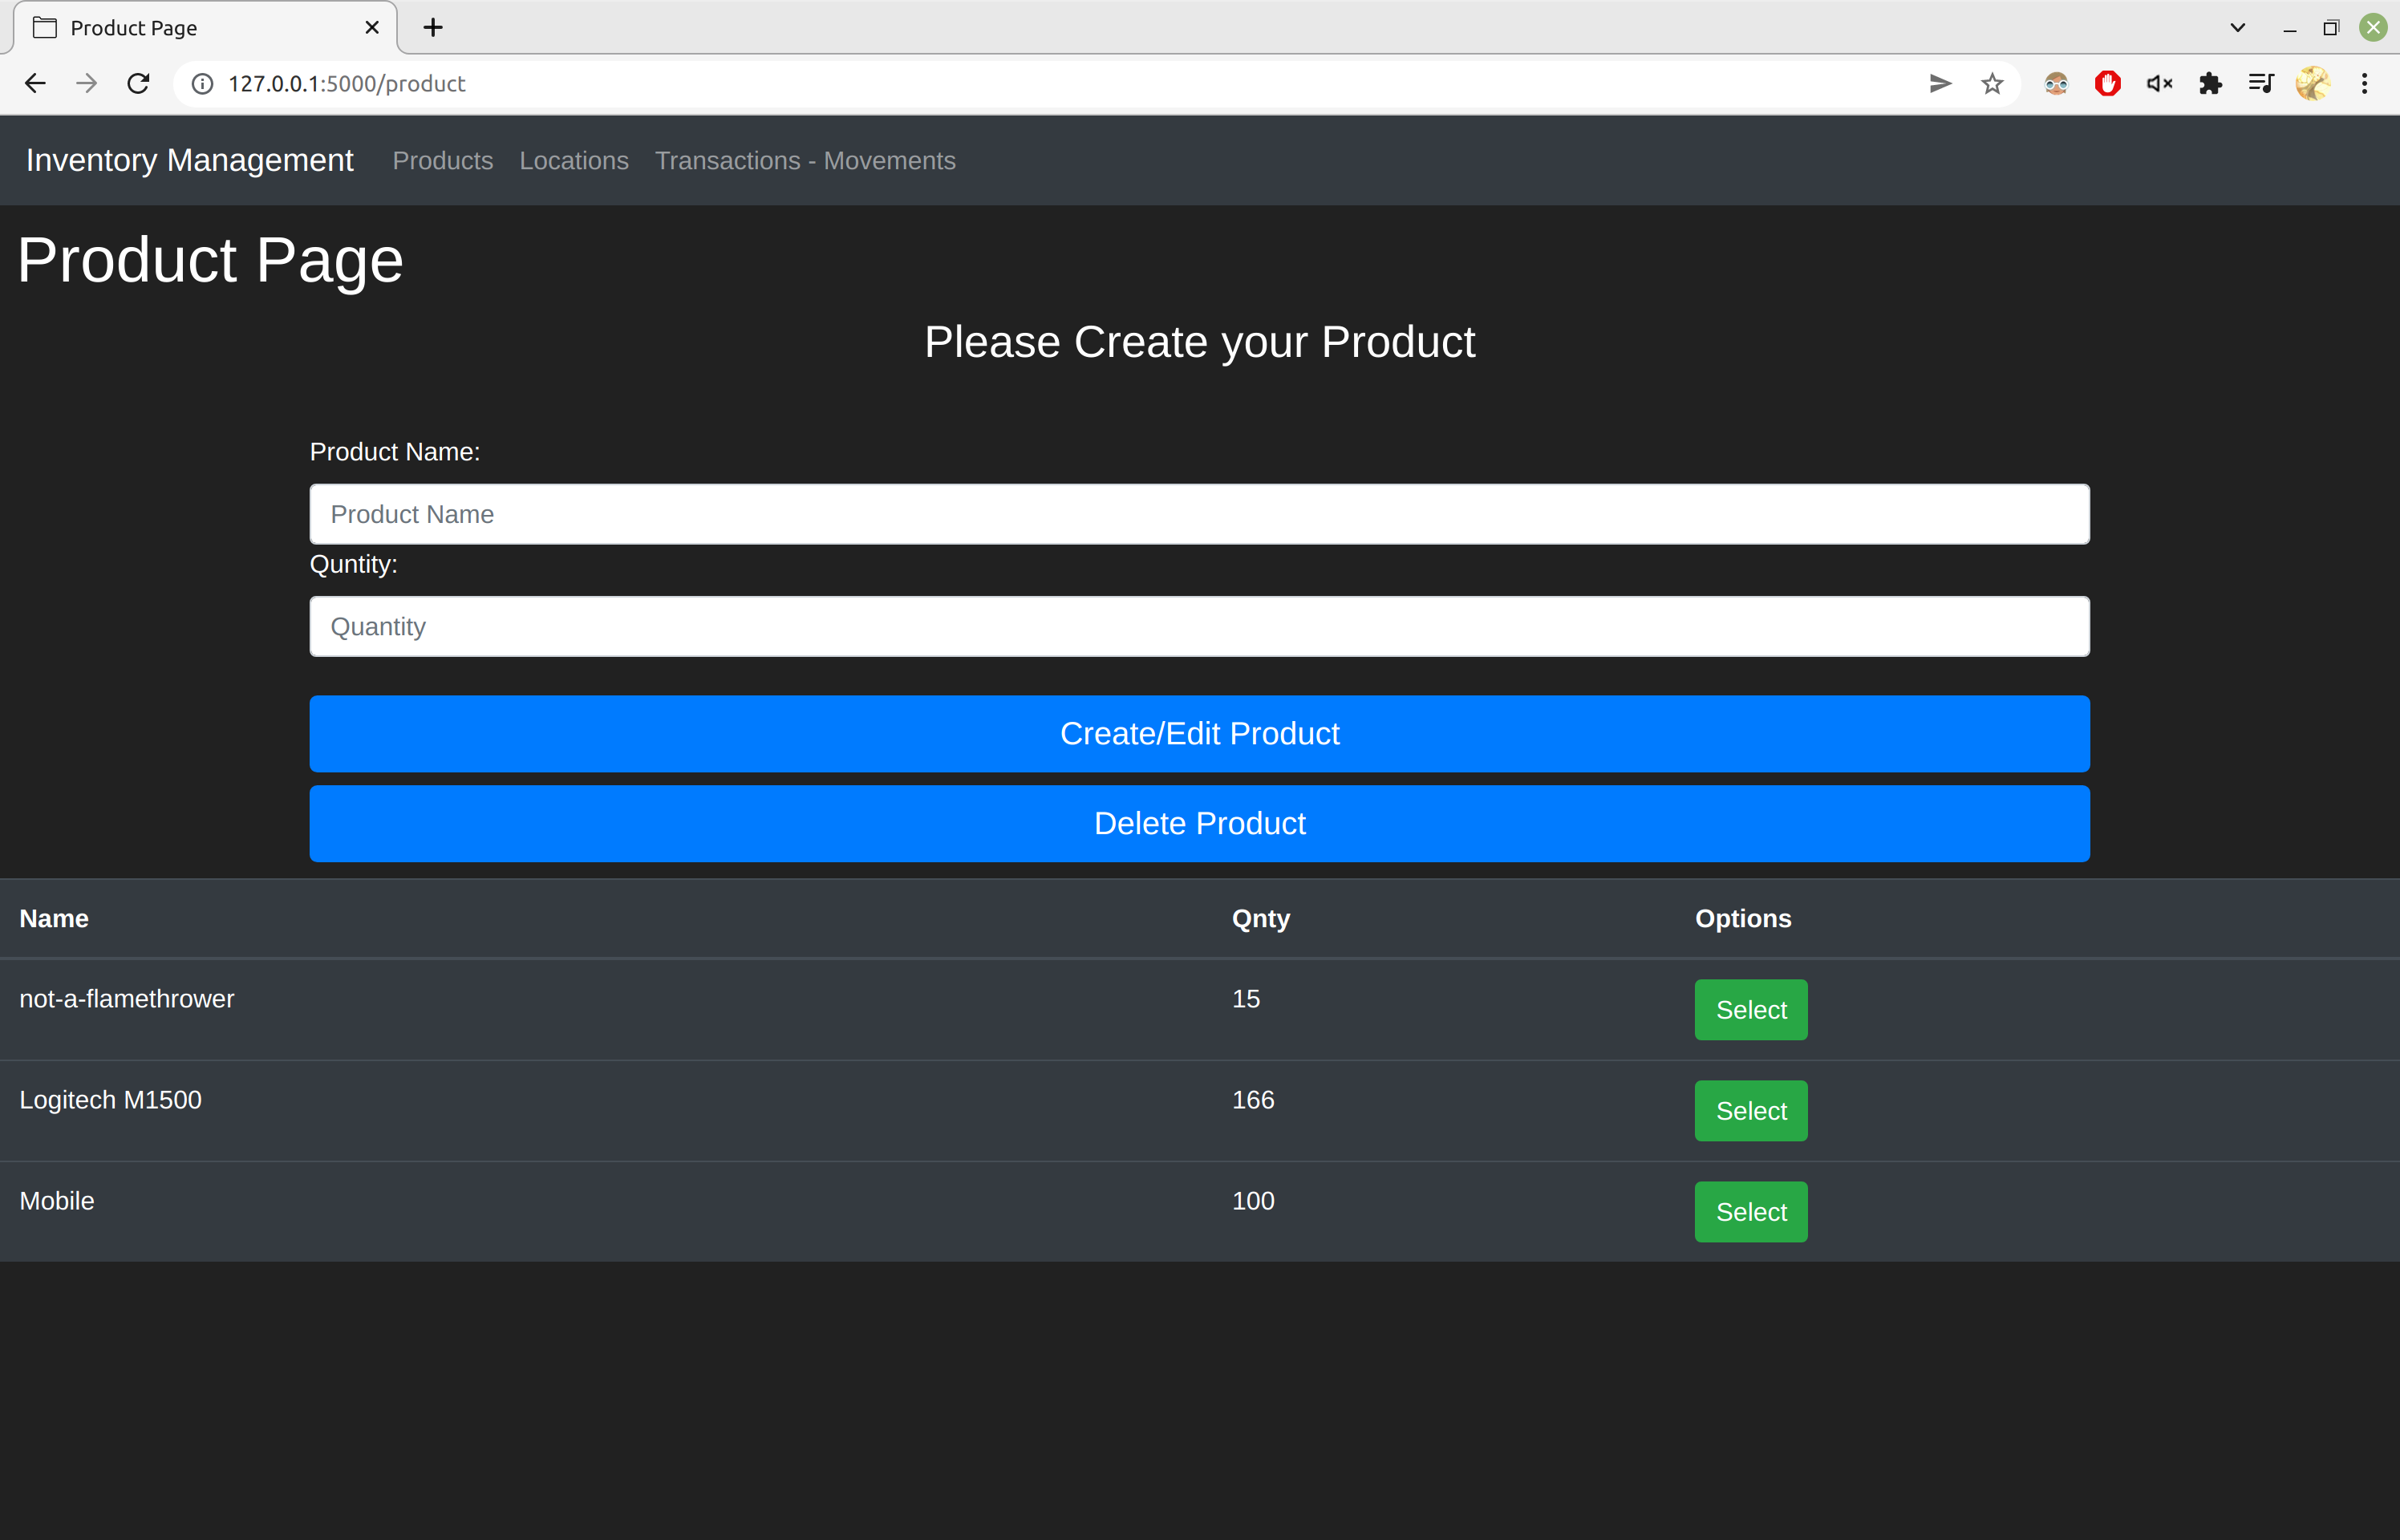 Product Page
127.0.0.1:5000/product
Inventory Management Products Locations Transactions - Movements
Product Page
Please Create your Product
Product Name:
Product Name
Quntity:
Quantity
Create/Edit Product
Delete Product
Name Qnty Options
not-a-flamethrower 15 Select
Logitech M1500 166 Select
Mobile 100 Select